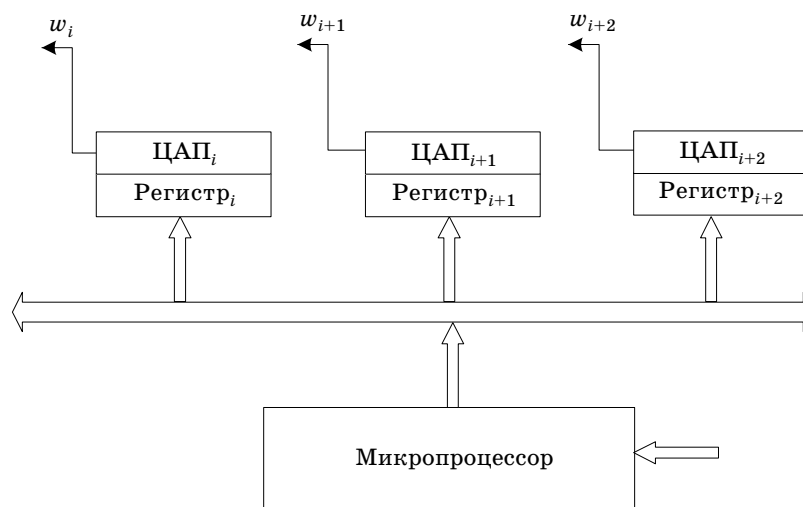 w_i
w_{i+1}
w_{i+2}
ЦАП_i
ЦАП_{i+1}
ЦАП_{i+2}
Регистр_i
Регистр_{i+1}
Регистр_{i+2}
Микропроцессор